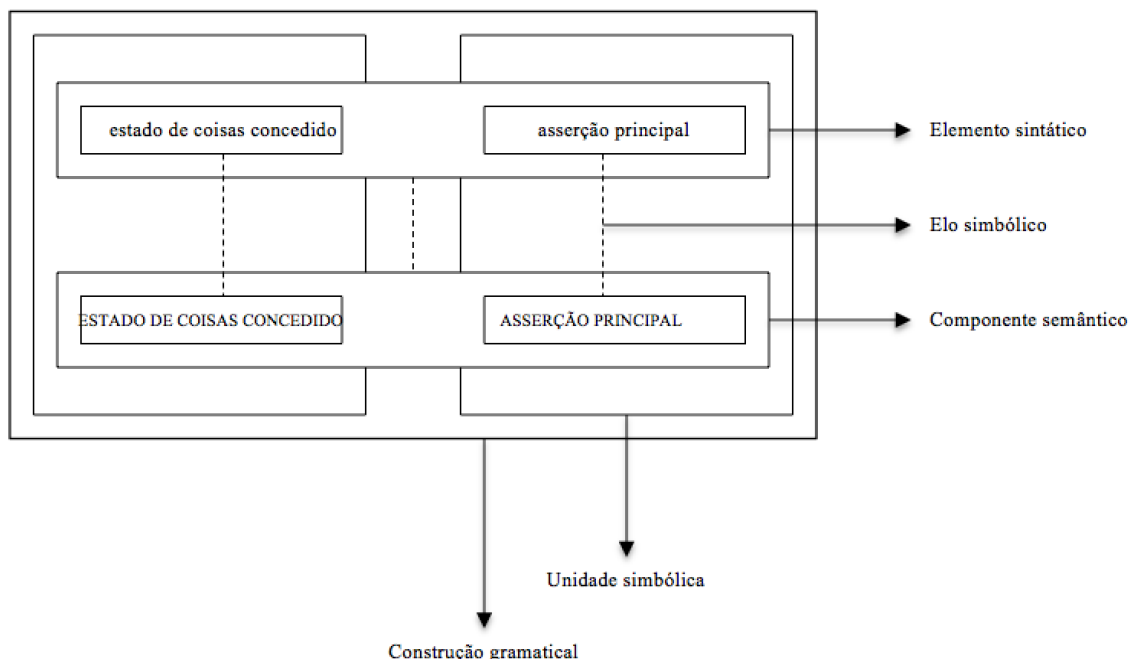 estado de coisas concedido
asserção principal
Elemento sintático
Elo simbólico
ESTADO DE COISAS CONCEDIDO
ASSERÇÃO PRINCIPAL
Componente semântico
Unidade simbólica
Construção gramatical